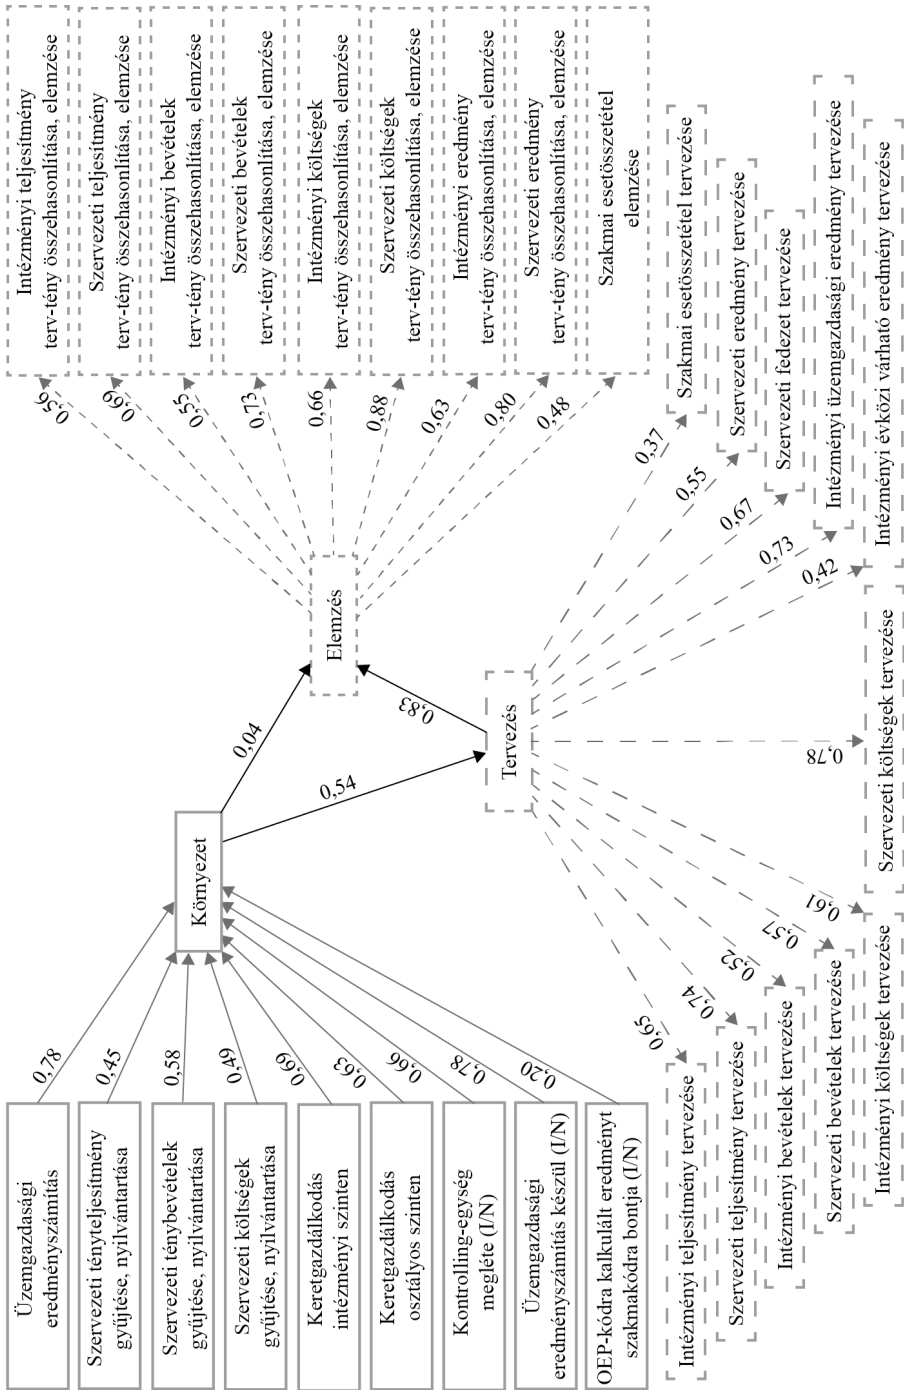 Üzemgazdasági
eredményszámítás
Szervezeti tényteljesítmény
gyűjtése, nyilvántartása
Szervezeti ténybevételek
gyűjtése, nyilvántartása
Szervezeti költségek
gyűjtése, nyilvántartása
Keretgazdálkodás
intézményi szinten
Keretgazdálkodás
osztályos szinten
Kontrolling-egység
megléte (I/N)
Üzemgazdasági
eredményszámítás készül (I/N)
OEP-kódra kalkulált eredményt
szakmakódra bontja (I/N)
0,78
0,45
0,58
0,49
0,69
0,63
0,66
0,78
0,20
Környezet
0,04
0,54
Elemzés
0,83
Tervezés
0,56
0,69
0,55
0,73
0,66
0,88
0,63
0,80
0,48
Intézményi teljesítmény
terv-tény összehasonlítása, elemzése
Szervezeti teljesítmény
terv-tény összehasonlítása, elemzése
Intézményi bevételek
terv-tény összehasonlítása, elemzése
Szervezeti bevételek
terv-tény összehasonlítása, elemzése
Intézményi költségek
terv-tény összehasonlítása, elemzése
Szervezeti költségek
terv-tény összehasonlítása, elemzése
Intézményi eredmény
terv-tény összehasonlítása, elemzése
Szervezeti eredmény
terv-tény összehasonlítása, elemzése
Szakmai esetösszetétel
elemzése
0,65
0,74
0,52
0,57
0,61
0,78
0,42
0,73
0,67
0,55
0,37
Intézményi teljesítmény tervezése
Szervezeti teljesítmény tervezése
Intézményi bevételek tervezése
Szervezeti bevételek tervezése
Intézményi költségek tervezése
Szervezeti költségek tervezése
Intézményi évközi várható eredmény tervezése
Intézményi üzemgazdasági eredmény tervezése
Szervezeti fedezet tervezése
Szervezeti eredmény tervezése
Szakmai esetösszetétel tervezése